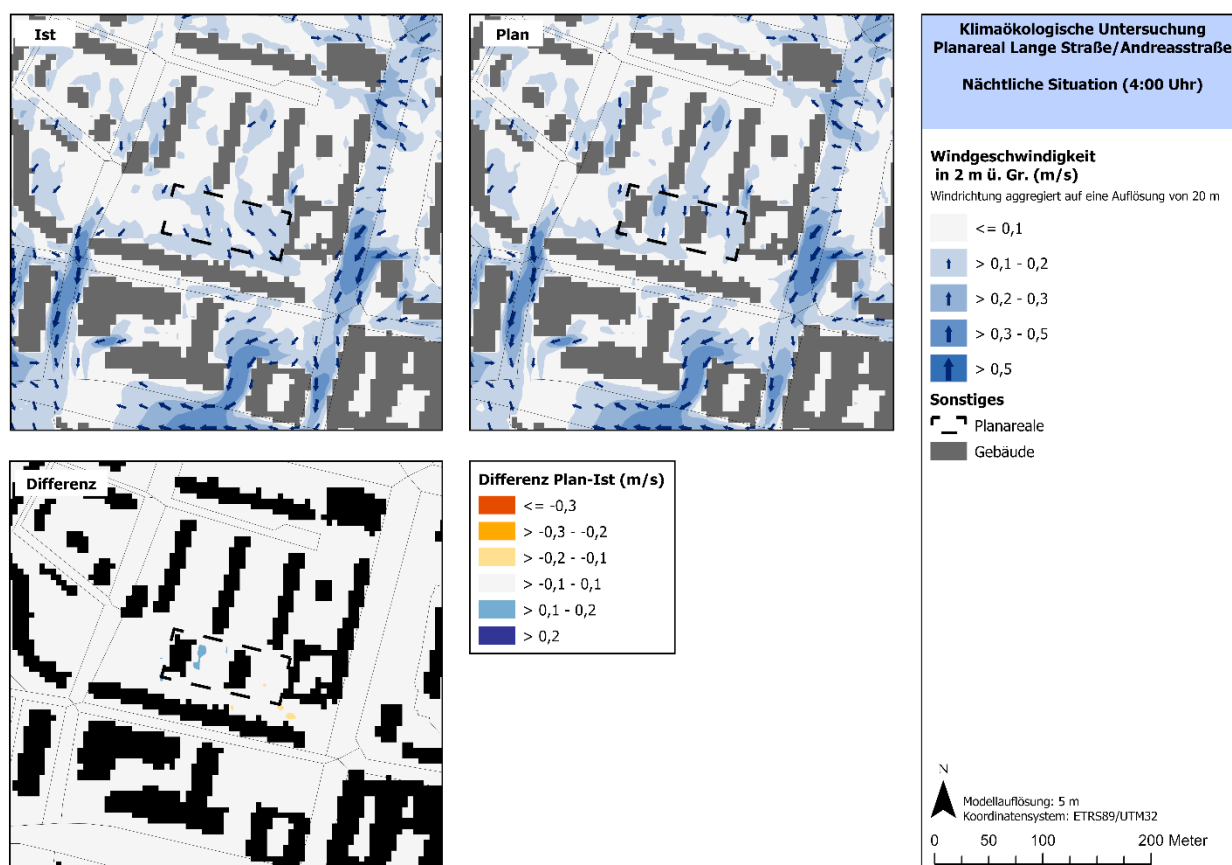 Ist
Plan
Klimaökologische Untersuchung
Planareal Lange Straße/Andreasstraße
Nächtliche Situation (4:00 Uhr)
Windgeschwindigkeit
in 2 m ü. Gr. (m/s)
Windrichtung aggregiert auf eine Auflösung von 20 m
<= 0,1
> 0,1 - 0,2
> 0,2 - 0,3
> 0,3 - 0,5
> 0,5
Sonstiges
Planareale
Gebäude
Differenz
Differenz Plan-Ist (m/s)
<= -0,3
> -0,3 - -0,2
> -0,2 - -0,1
> -0,1 - 0,1
> 0,1 - 0,2
> 0,2
N
Modellauflösung: 5 m
Koordinatensystem: ETRS89/UTM32
0 50 100 200 Meter